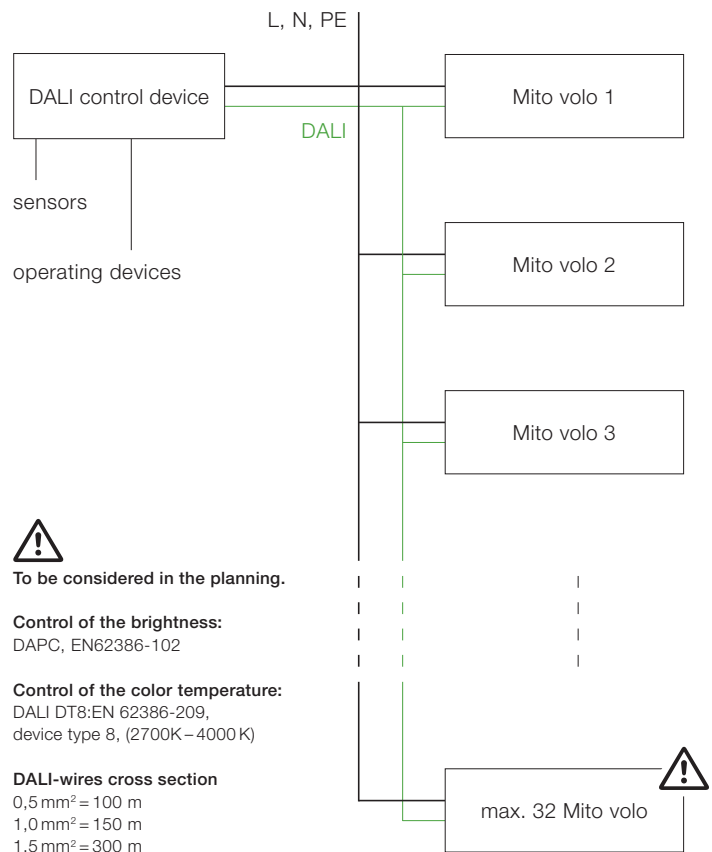 L, N, PE
DALI control device
Mito volo 1
DALI
sensors
operating devices
Mito volo 2
Mito volo 3
To be considered in the planning.
Control of the brightness:
DAPC, EN62386-102
Control of the color temperature:
DALI DT8:EN 62386-209,
device type 8, (2700K – 4000 K)
DALI-wires cross section
0,5 mm² = 100 m
1,0 mm² = 150 m
1,5 mm² = 300 m
max. 32 Mito volo